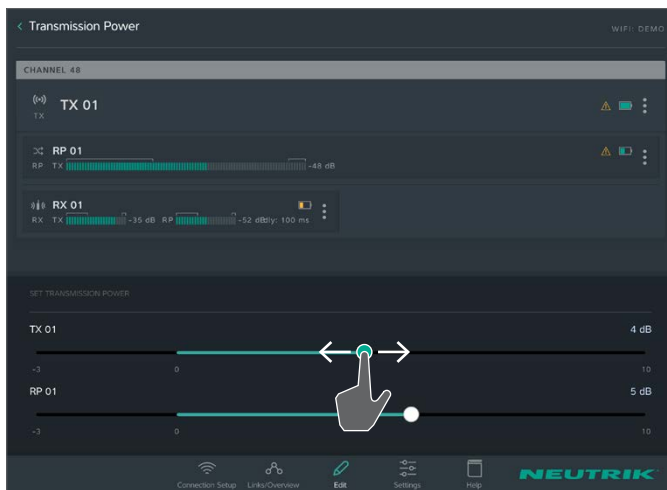 < Transmission Power
WIFI: DEMO
CHANNEL 48
TX 01
TX
RP 01
RP TX -48 dB
RX 01
RX TX -35 dB RP -52 dB dly: 100 ms
SET TRANSMISSION POWER
TX 01 4 dB
-3 0 10
RP 01 5 dB
-3 0 10
Connection Setup Links/Overview Edit Settings Help
NEUTRIK